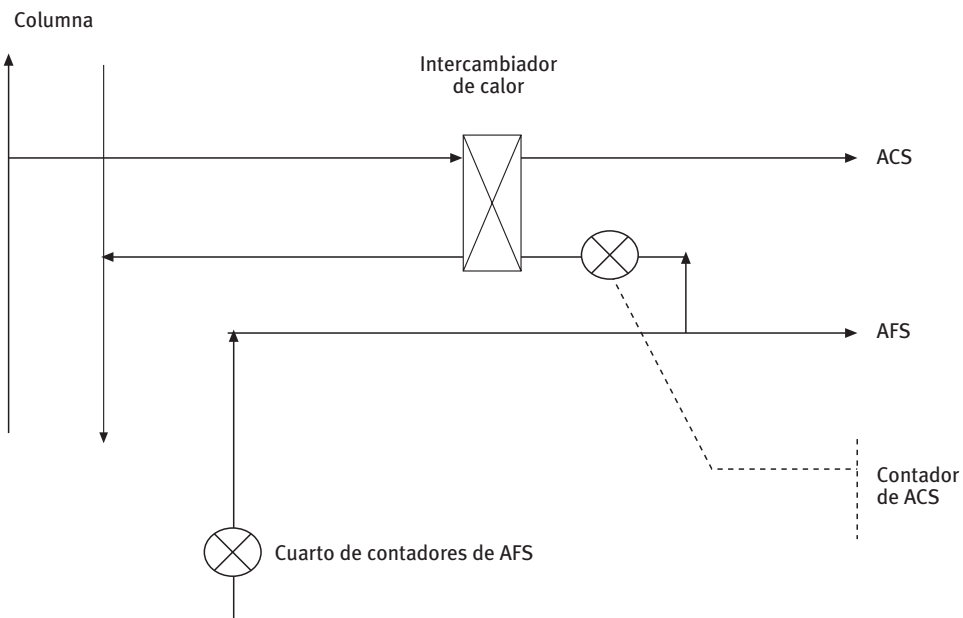 Columna
Intercambiador
de calor
ACS
AFS
Contador
de ACS
Cuarto de contadores de AFS